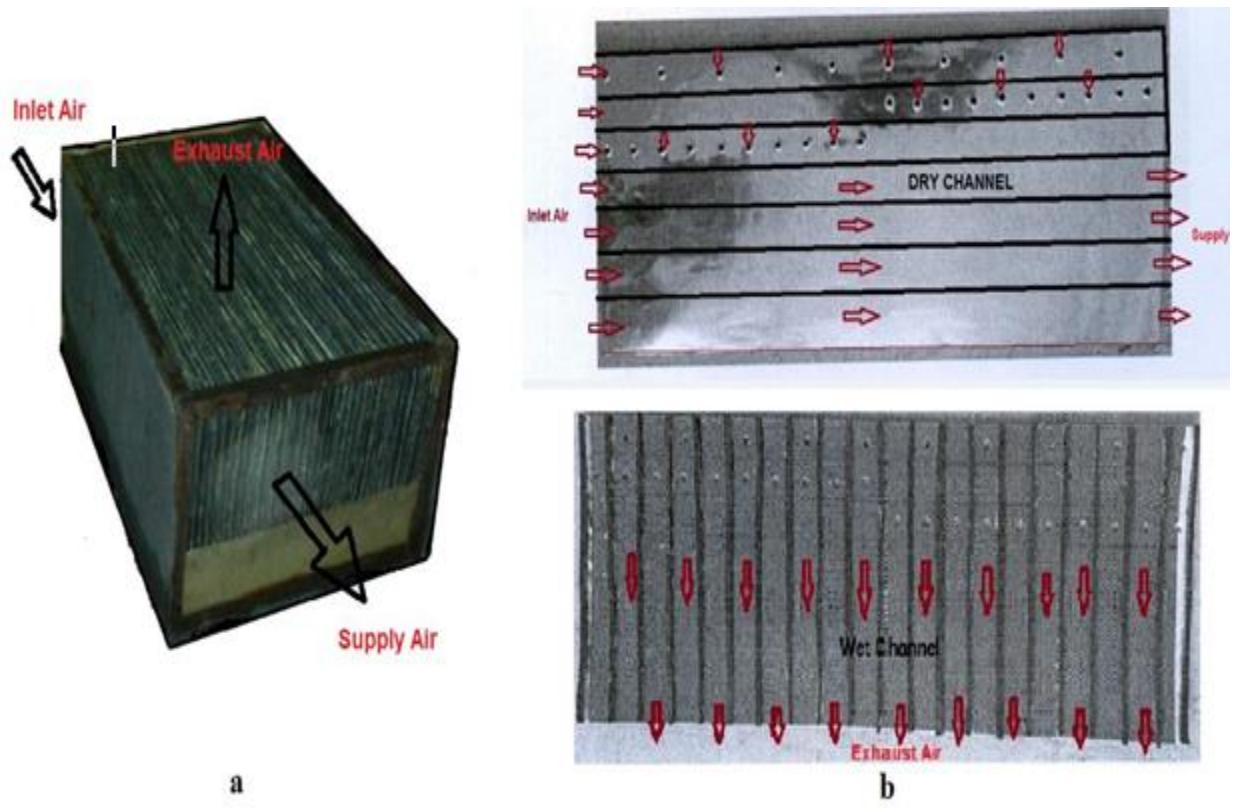 Inlet Air
Exhaust Air
Supply Air
a
DRY CHANNEL
Inlet Air
Supply
Wet Channel
Exhaust Air
b